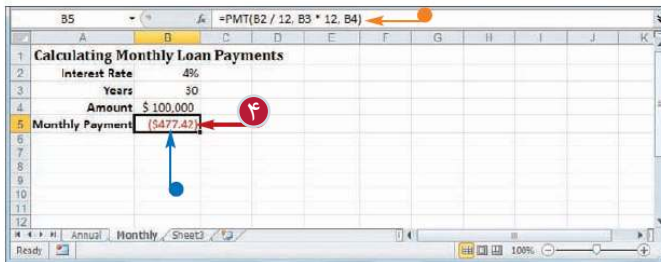 B5 fx =PMT(B2 / 12, B3 * 12, B4)
A B C D E F G H I J K
1 Calculating Monthly Loan Payments
2 Interest Rate 4%
3 Years 30
4 Amount $ 100,000
5 Monthly Payment ($477.42) ۴
6
7
8
9
10
11
12
Annual Monthly Sheet3
Ready 100%